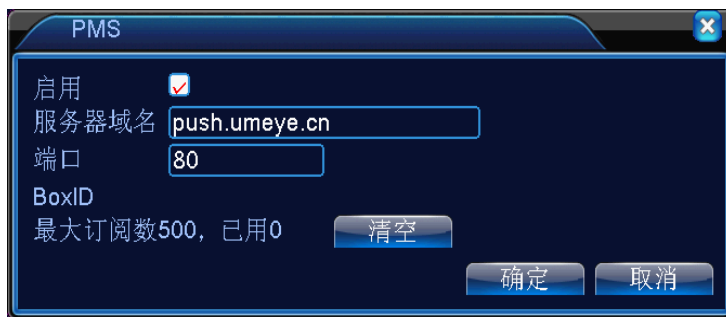 PMS
启用
服务器域名 push.umeye.cn
端口 80
BoxID
最大订阅数500，已用0 清空
确定 取消